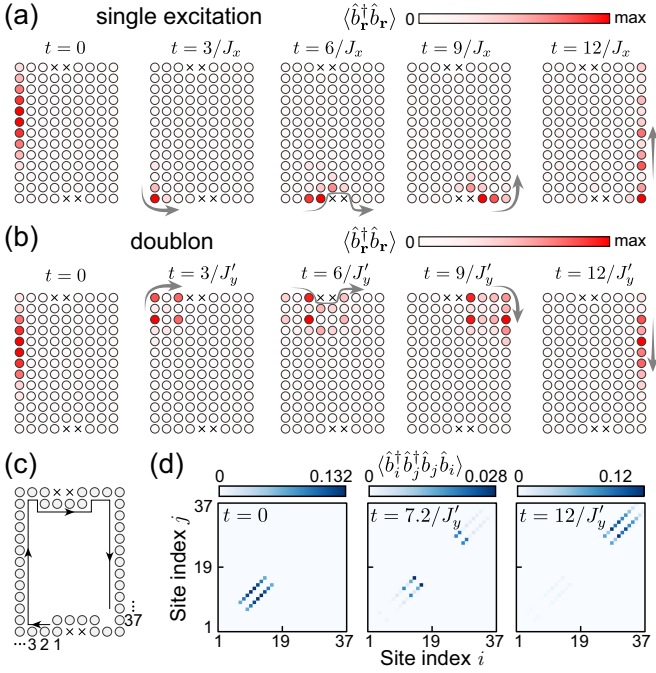 (a) single excitation ⟨b̂†_r b̂_r⟩ 0 max
t = 0 t = 3/J_x t = 6/J_x t = 9/J_x t = 12/J_x
(b) doublon ⟨b̂†_r b̂_r⟩ 0 max
t = 0 t = 3/J′_y t = 6/J′_y t = 9/J′_y t = 12/J′_y
(c) (d) ⟨b̂†_i b̂†_j b̂_j b̂_i⟩
0 0.132 0 0.028 0 0.12
37 t = 0 t = 7.2/J′_y t = 12/J′_y
Site index j
19
1
37
...
...3 2 1
1 19 37 1 19 37 1 19 37
Site index i